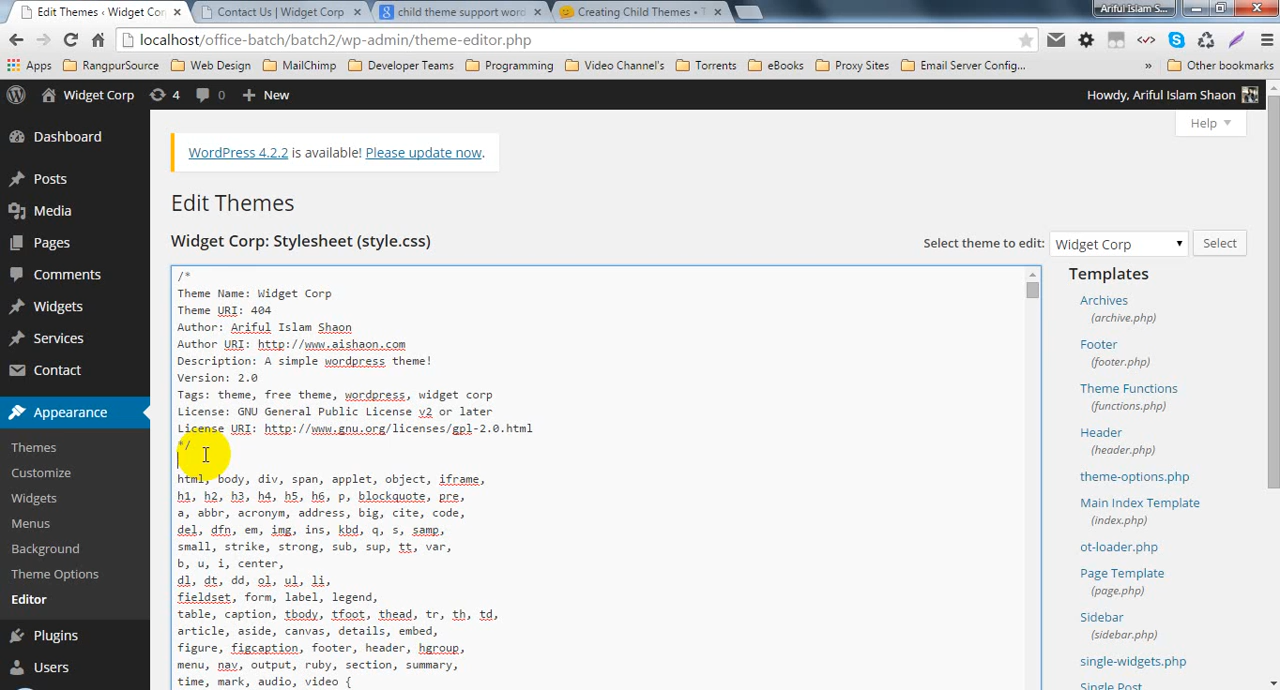 Edit Themes ‹ Widget Corp
Contact Us | Widget Corp
child theme support word
Creating Child Themes • T
Ariful Islam S...
localhost/office-batch/batch2/wp-admin/theme-editor.php
Apps RangpurSource Web Design MailChimp Developer Teams Programming Video Channel's Torrents eBooks Proxy Sites Email Server Config... » Other bookmarks
Widget Corp 4 0 New Howdy, Ariful Islam Shaon
Help
Dashboard
Posts
Media
Pages
Comments
Widgets
Services
Contact
Appearance
Themes
Customize
Widgets
Menus
Background
Theme Options
Editor
Plugins
Users
WordPress 4.2.2 is available! Please update now.
Edit Themes
Widget Corp: Stylesheet (style.css)
Select theme to edit: Widget Corp Select
/*
Theme Name: Widget Corp
Theme URI: 404
Author: Ariful Islam Shaon
Author URI: http://www.aishaon.com
Description: A simple wordpress theme!
Version: 2.0
Tags: theme, free theme, wordpress, widget corp
License: GNU General Public License v2 or later
License URI: http://www.gnu.org/licenses/gpl-2.0.html
*/
html, body, div, span, applet, object, iframe,
h1, h2, h3, h4, h5, h6, p, blockquote, pre,
a, abbr, acronym, address, big, cite, code,
del, dfn, em, img, ins, kbd, q, s, samp,
small, strike, strong, sub, sup, tt, var,
b, u, i, center,
dl, dt, dd, ol, ul, li,
fieldset, form, label, legend,
table, caption, tbody, tfoot, thead, tr, th, td,
article, aside, canvas, details, embed,
figure, figcaption, footer, header, hgroup,
menu, nav, output, ruby, section, summary,
time, mark, audio, video {
Templates
Archives
(archive.php)
Footer
(footer.php)
Theme Functions
(functions.php)
Header
(header.php)
theme-options.php
Main Index Template
(index.php)
ot-loader.php
Page Template
(page.php)
Sidebar
(sidebar.php)
single-widgets.php
Single Post